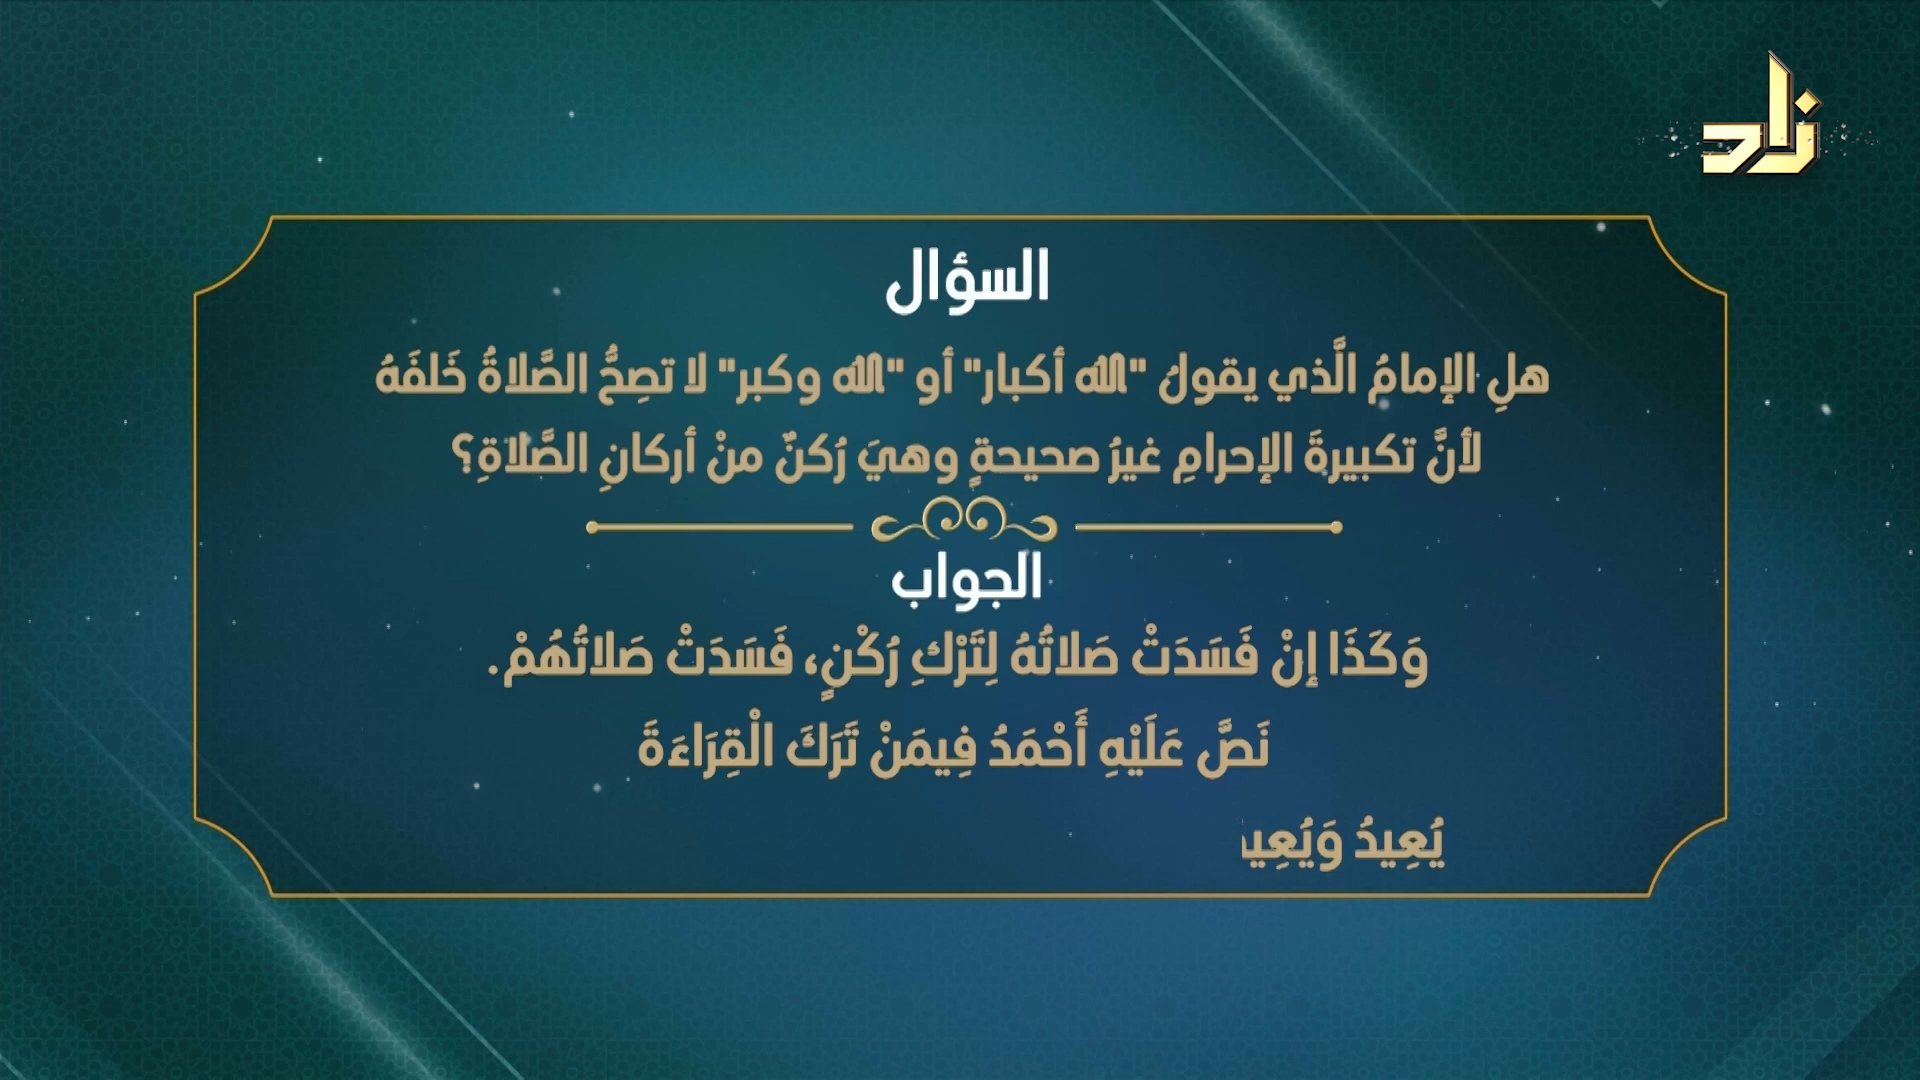 زاد
السؤال
هلِ الإمامُ الَّذي يقولُ "الله أكبار" أو "الله وكبر" لا تصِحُّ الصَّلاةُ خَلفَهُ
لأنَّ تكبيرةَ الإحرامِ غيرُ صحيحةٍ وهيَ رُكنٌ منْ أركانِ الصَّلاةِ؟
الجواب
وَكَذَا إنْ فَسَدَتْ صَلاتُهُ لِتَرْكِ رُكْنٍ، فَسَدَتْ صَلاتُهُمْ.
نَصَّ عَلَيْهِ أَحْمَدُ فِيمَنْ تَرَكَ الْقِرَاءَةَ
يُعِيدُ